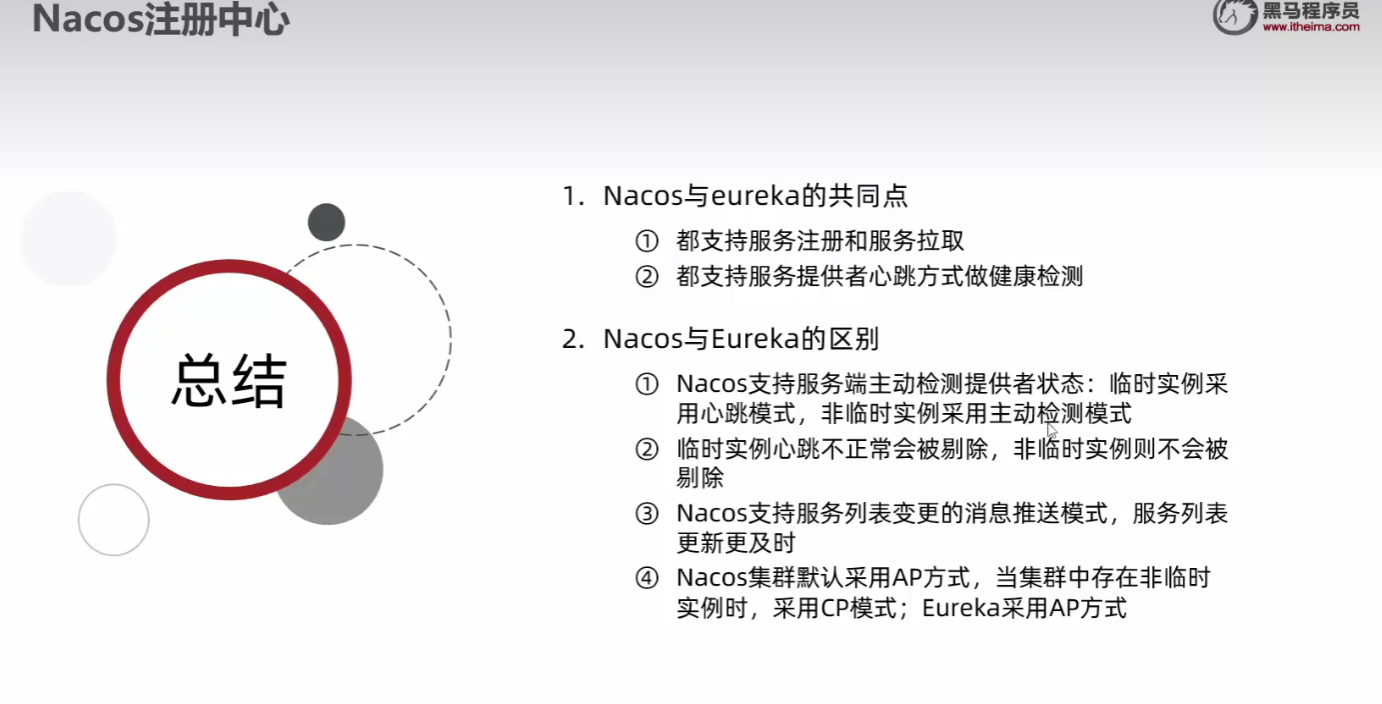 Nacos注册中心
黑马程序员
www.itheima.com
总结
1. Nacos与eureka的共同点
① 都支持服务注册和服务拉取
② 都支持服务提供者心跳方式做健康检测
2. Nacos与Eureka的区别
① Nacos支持服务端主动检测提供者状态：临时实例采
用心跳模式，非临时实例采用主动检测模式
② 临时实例心跳不正常会被剔除，非临时实例则不会被
剔除
③ Nacos支持服务列表变更的消息推送模式，服务列表
更新更及时
④ Nacos集群默认采用AP方式，当集群中存在非临时
实例时，采用CP模式；Eureka采用AP方式